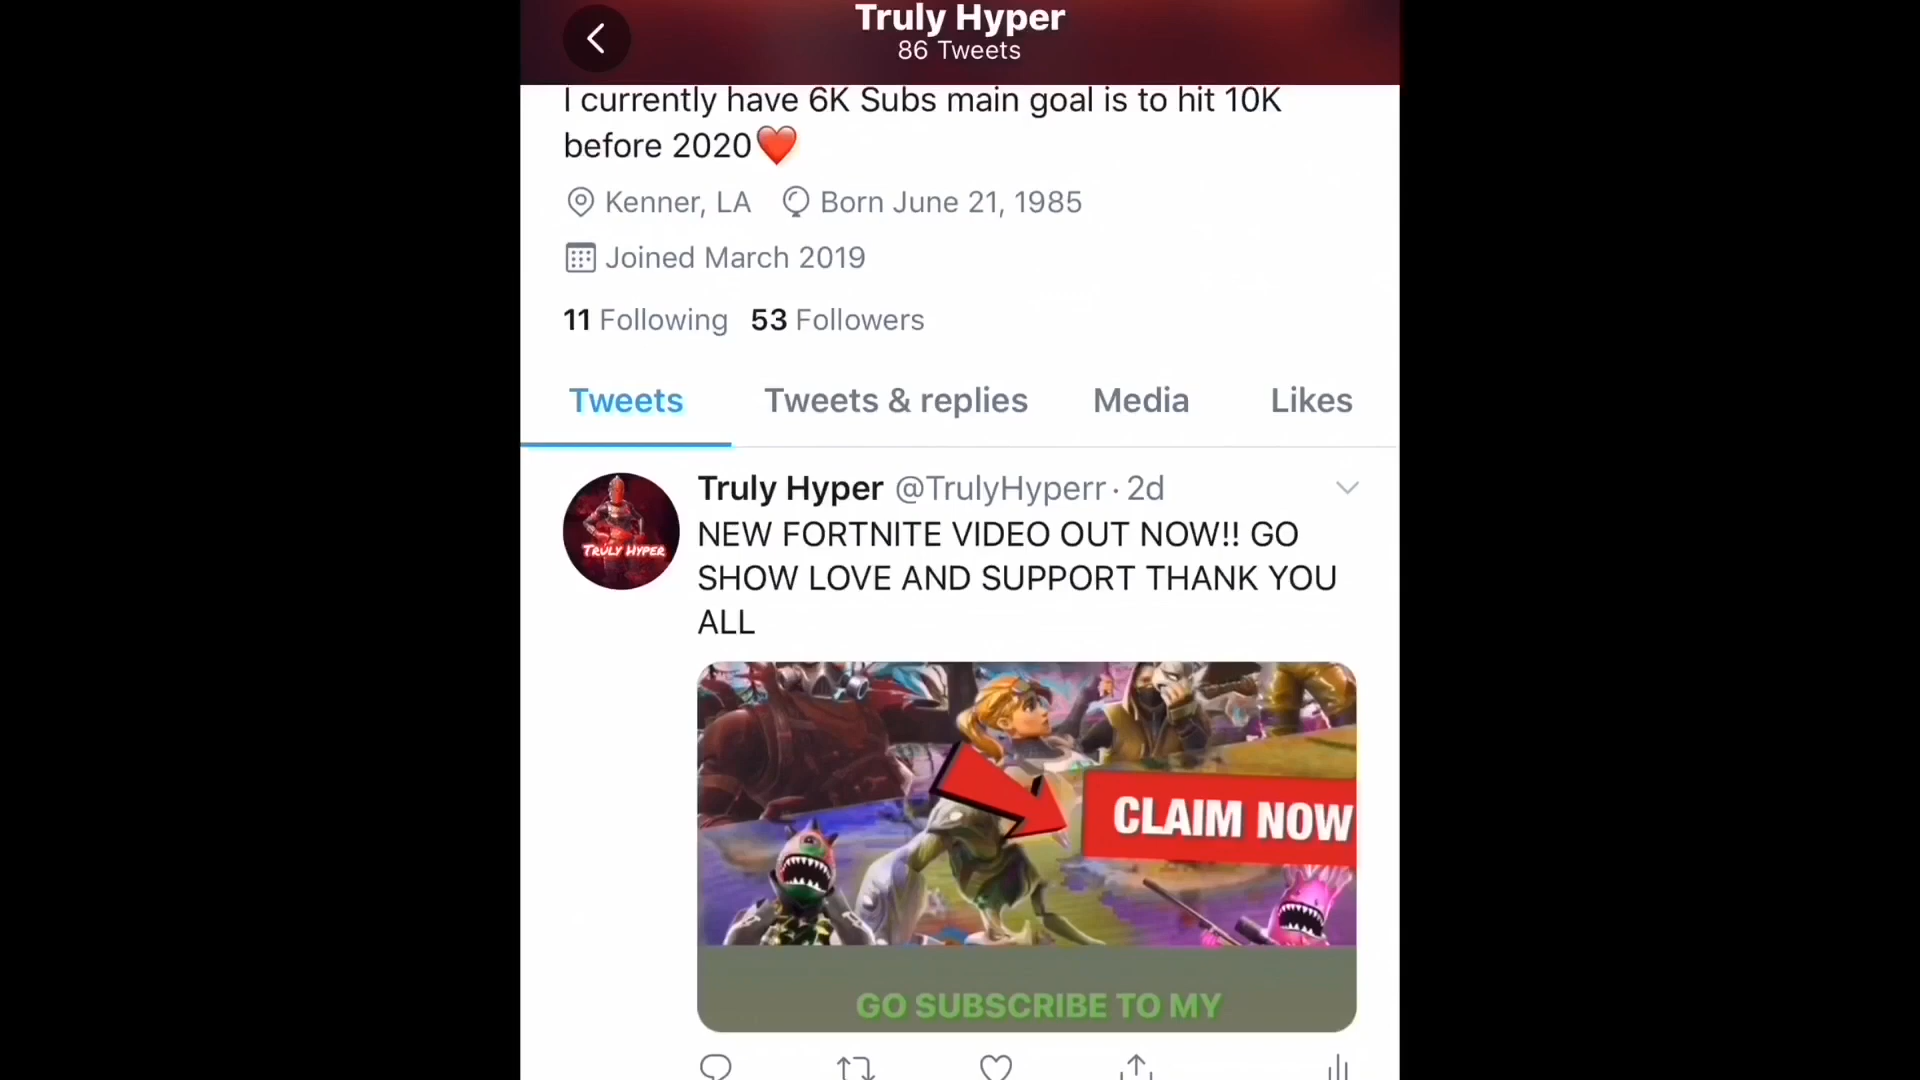 Truly Hyper
86 Tweets
I currently have 6K Subs main goal is to hit 10K
before 2020❤️
Kenner, LA Born June 21, 1985
Joined March 2019
11 Following 53 Followers
Tweets Tweets & replies Media Likes
Truly Hyper @TrulyHyperr · 2d
NEW FORTNITE VIDEO OUT NOW!! GO
SHOW LOVE AND SUPPORT THANK YOU
ALL
TRULY HYPER
CLAIM NOW
GO SUBSCRIBE TO MY